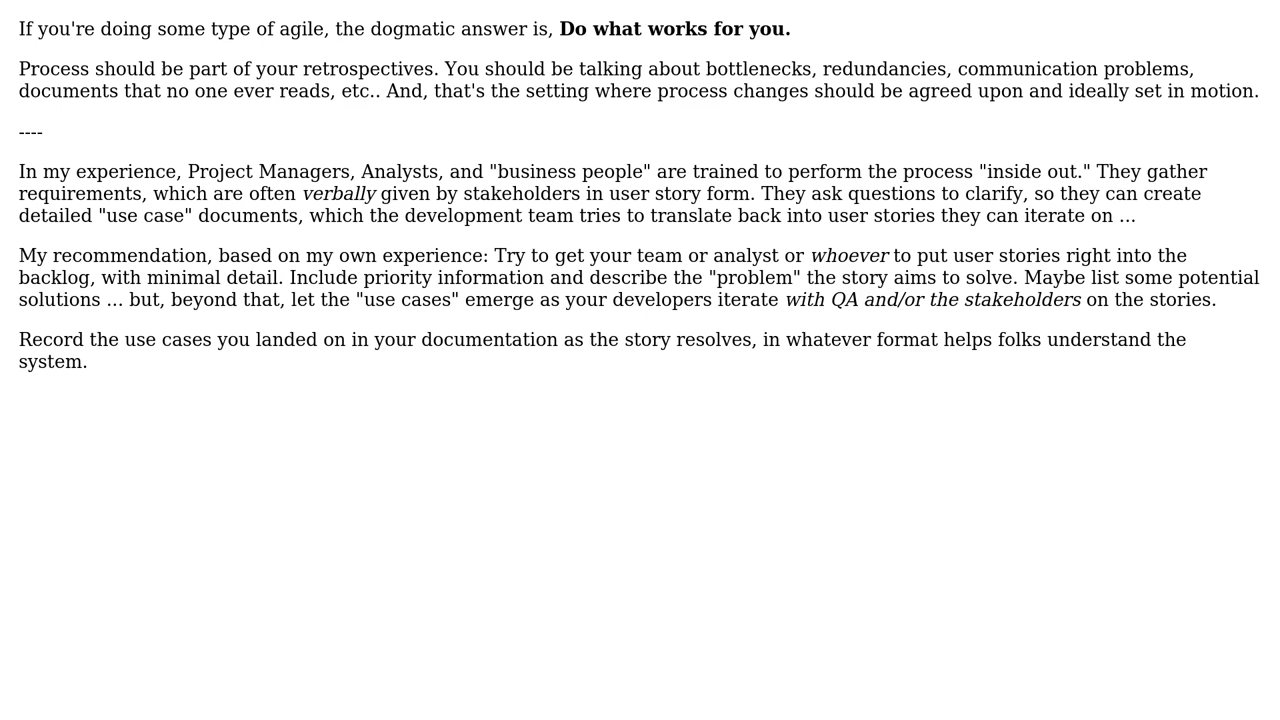 If you're doing some type of agile, the dogmatic answer is, Do what works for you.
Process should be part of your retrospectives. You should be talking about bottlenecks, redundancies, communication problems,
documents that no one ever reads, etc.. And, that's the setting where process changes should be agreed upon and ideally set in motion.
----
In my experience, Project Managers, Analysts, and "business people" are trained to perform the process "inside out." They gather
requirements, which are often verbally given by stakeholders in user story form. They ask questions to clarify, so they can create
detailed "use case" documents, which the development team tries to translate back into user stories they can iterate on ...
My recommendation, based on my own experience: Try to get your team or analyst or whoever to put user stories right into the
backlog, with minimal detail. Include priority information and describe the "problem" the story aims to solve. Maybe list some potential
solutions ... but, beyond that, let the "use cases" emerge as your developers iterate with QA and/or the stakeholders on the stories.
Record the use cases you landed on in your documentation as the story resolves, in whatever format helps folks understand the
system.